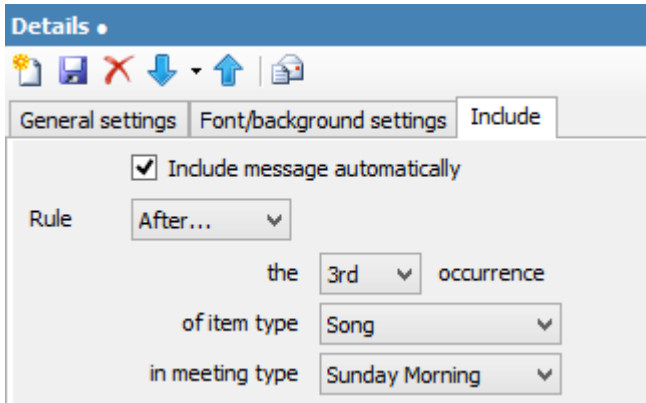 Details •
General settings Font/background settings Include
Include message automatically
Rule After...
the 3rd occurrence
of item type Song
in meeting type Sunday Morning